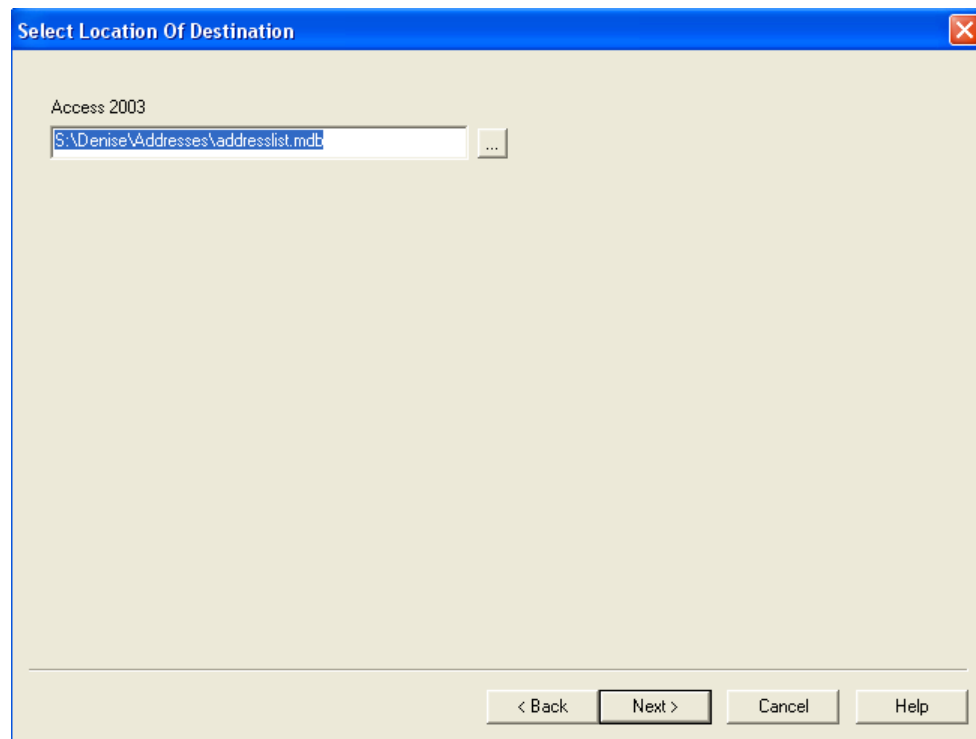 Select Location Of Destination
Access 2003
S:\Denise\Addresses\addresslist.mdb
...
< Back Next > Cancel Help